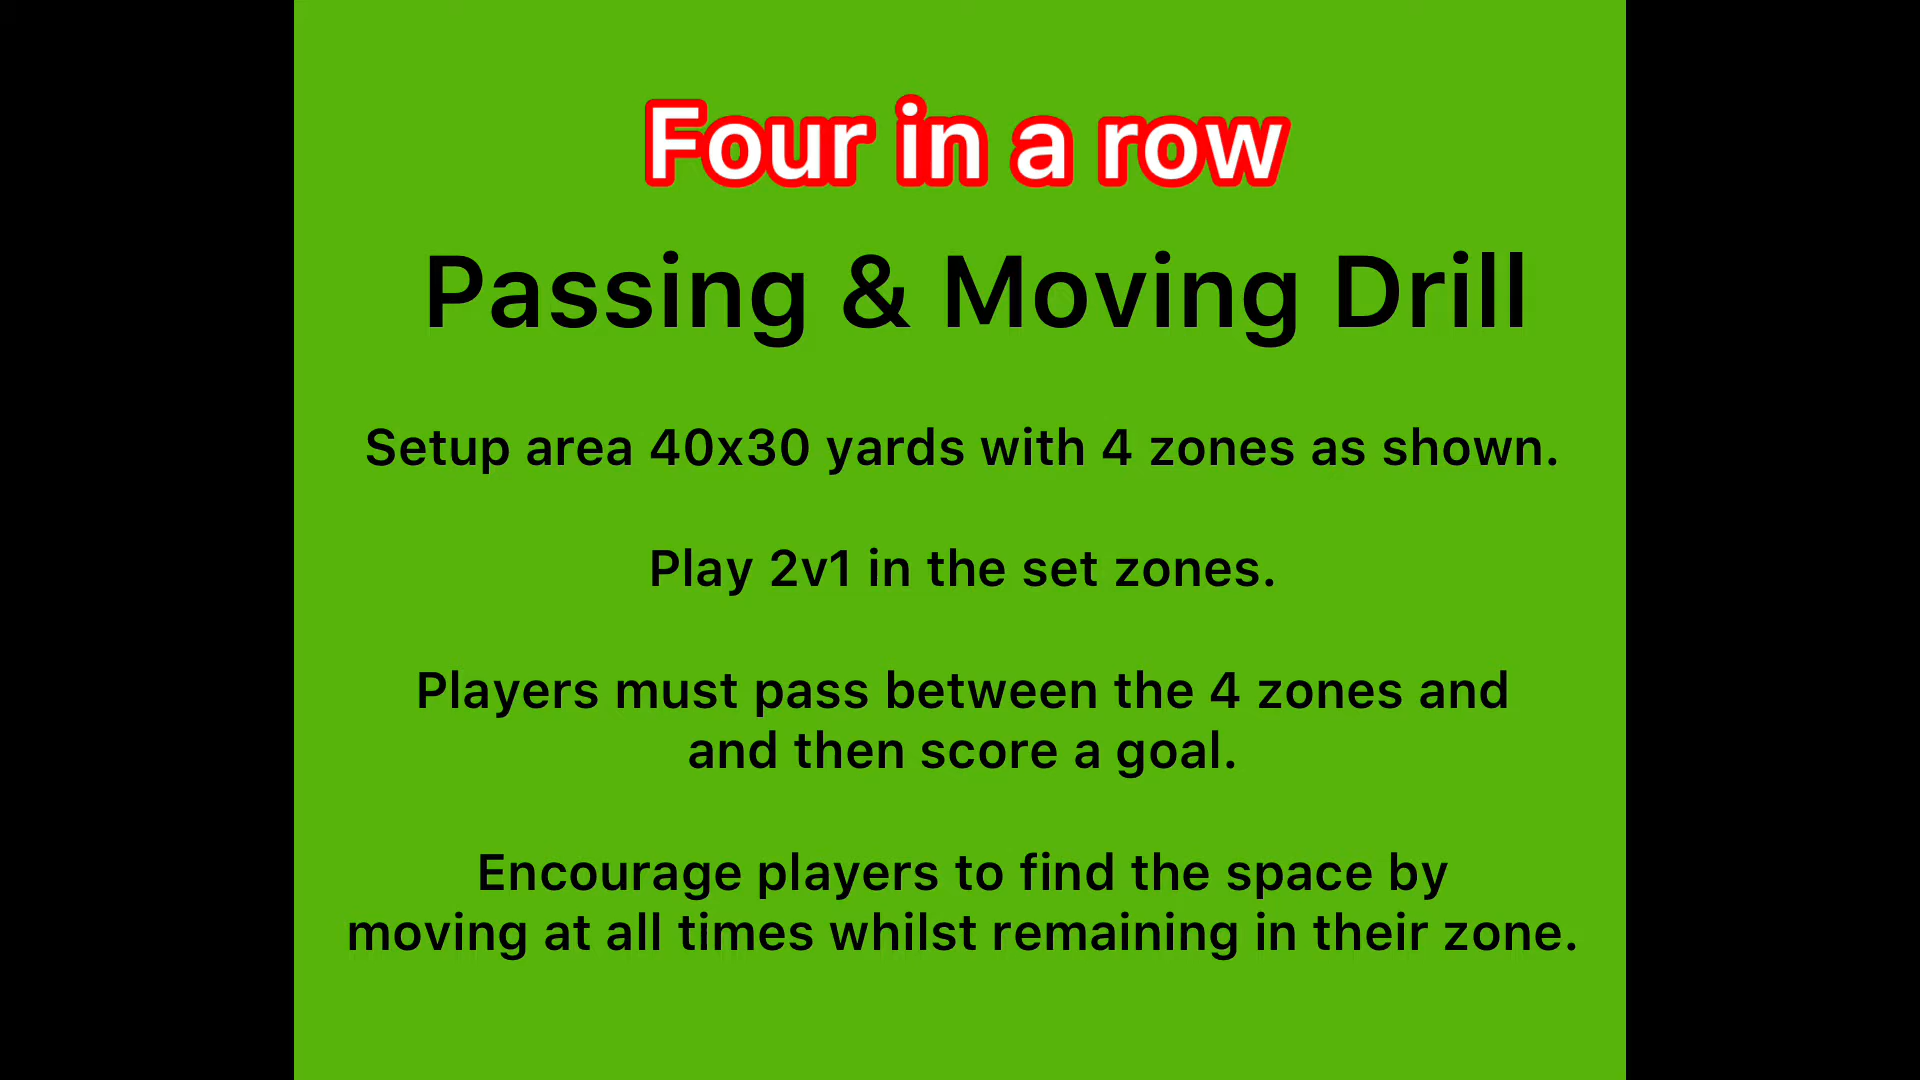 Four in a row
Passing & Moving Drill
Setup area 40x30 yards with 4 zones as shown.
Play 2v1 in the set zones.
Players must pass between the 4 zones and
and then score a goal.
Encourage players to find the space by
moving at all times whilst remaining in their zone.